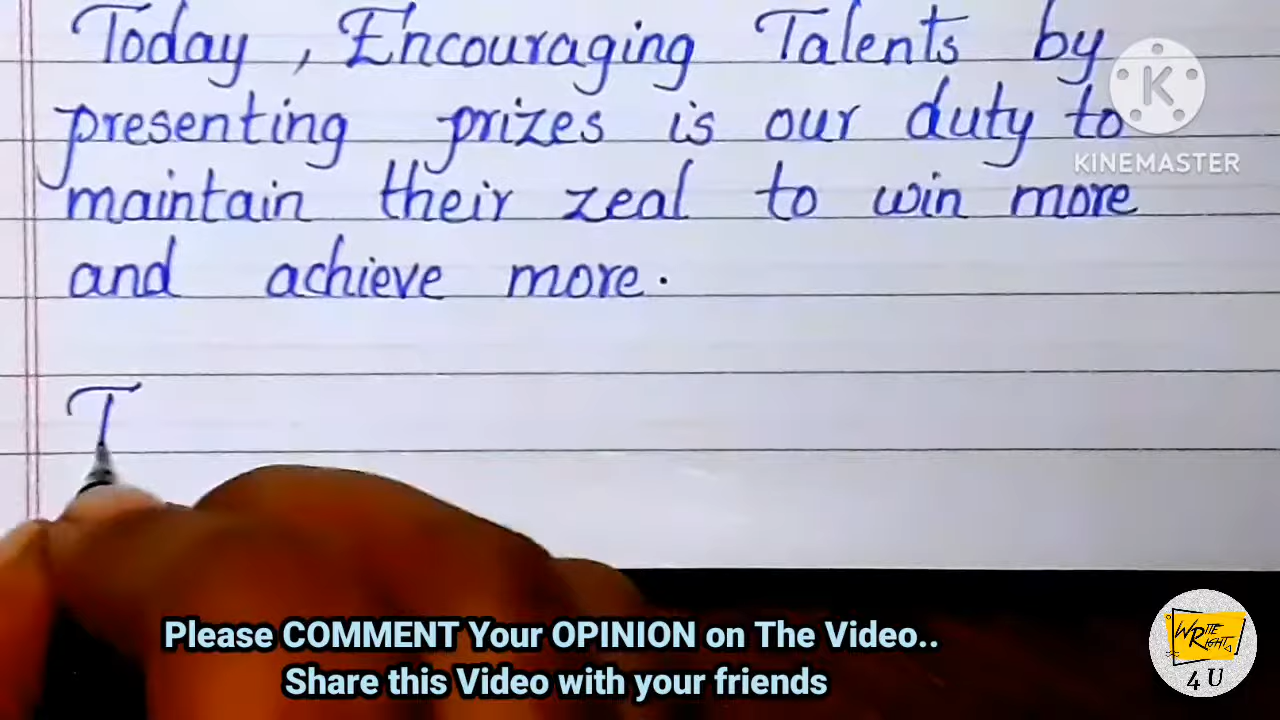 Today, Encouraging Talents by
presenting prizes is our duty to
maintain their zeal to win more
and achieve more.
T
KINEMASTER
Please COMMENT Your OPINION on The Video..
Share this Video with your friends
WRITE
RIGHT
4 U